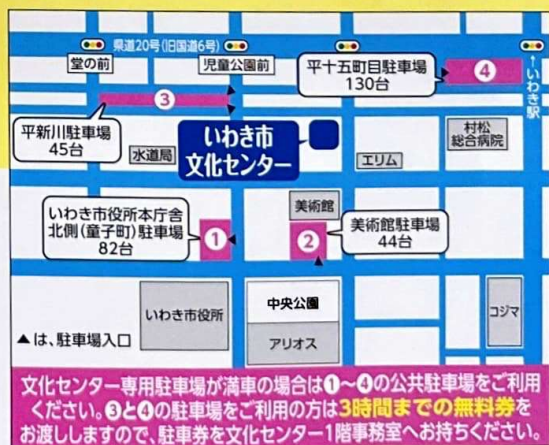 県道20号(旧国道6号)
堂の前
児童公園前
平十五町目駐車場
130台
4
↑いわき駅
3
平新川駐車場
45台
水道局
いわき市
文化センター
エリム
村松
総合病院
いわき市役所本庁舎
北側(童子町)駐車場
82台
1
美術館
2
美術館駐車場
44台
いわき市役所
中央公園
アリオス
コジマ
▲は、駐車場入口
文化センター専用駐車場が満車の場合は❶〜❹の公共駐車場をご利用
ください。❸と❹の駐車場をご利用の方は3時間までの無料券を
お渡ししますので、駐車券を文化センター1階事務室へお持ちください。